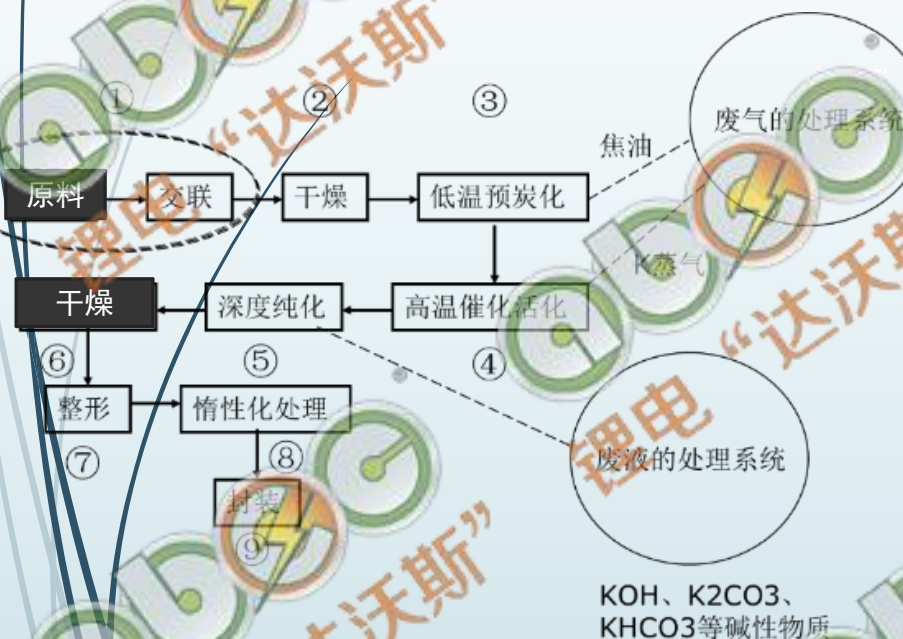 ①
②
③
锂电“达沃斯”
废气的处理系统
焦油
原料
交联
干燥
低温预炭化
K蒸气
干燥
深度纯化
高温催化活化
⑥
⑤
④
锂电“达沃斯”
整形
惰性化处理
⑦
⑧
废液的处理系统
封装
⑨
达沃斯”
KOH、K2CO3、
KHCO3等碱性物质